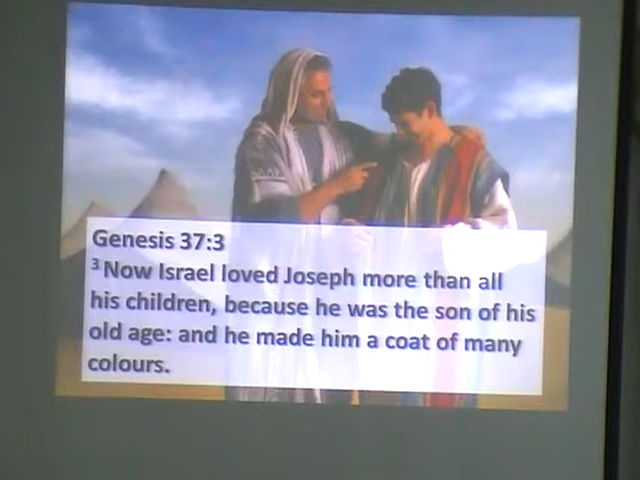 Genesis 37:3
3 Now Israel loved Joseph more than all
his children, because he was the son of his
old age: and he made him a coat of many
colours.